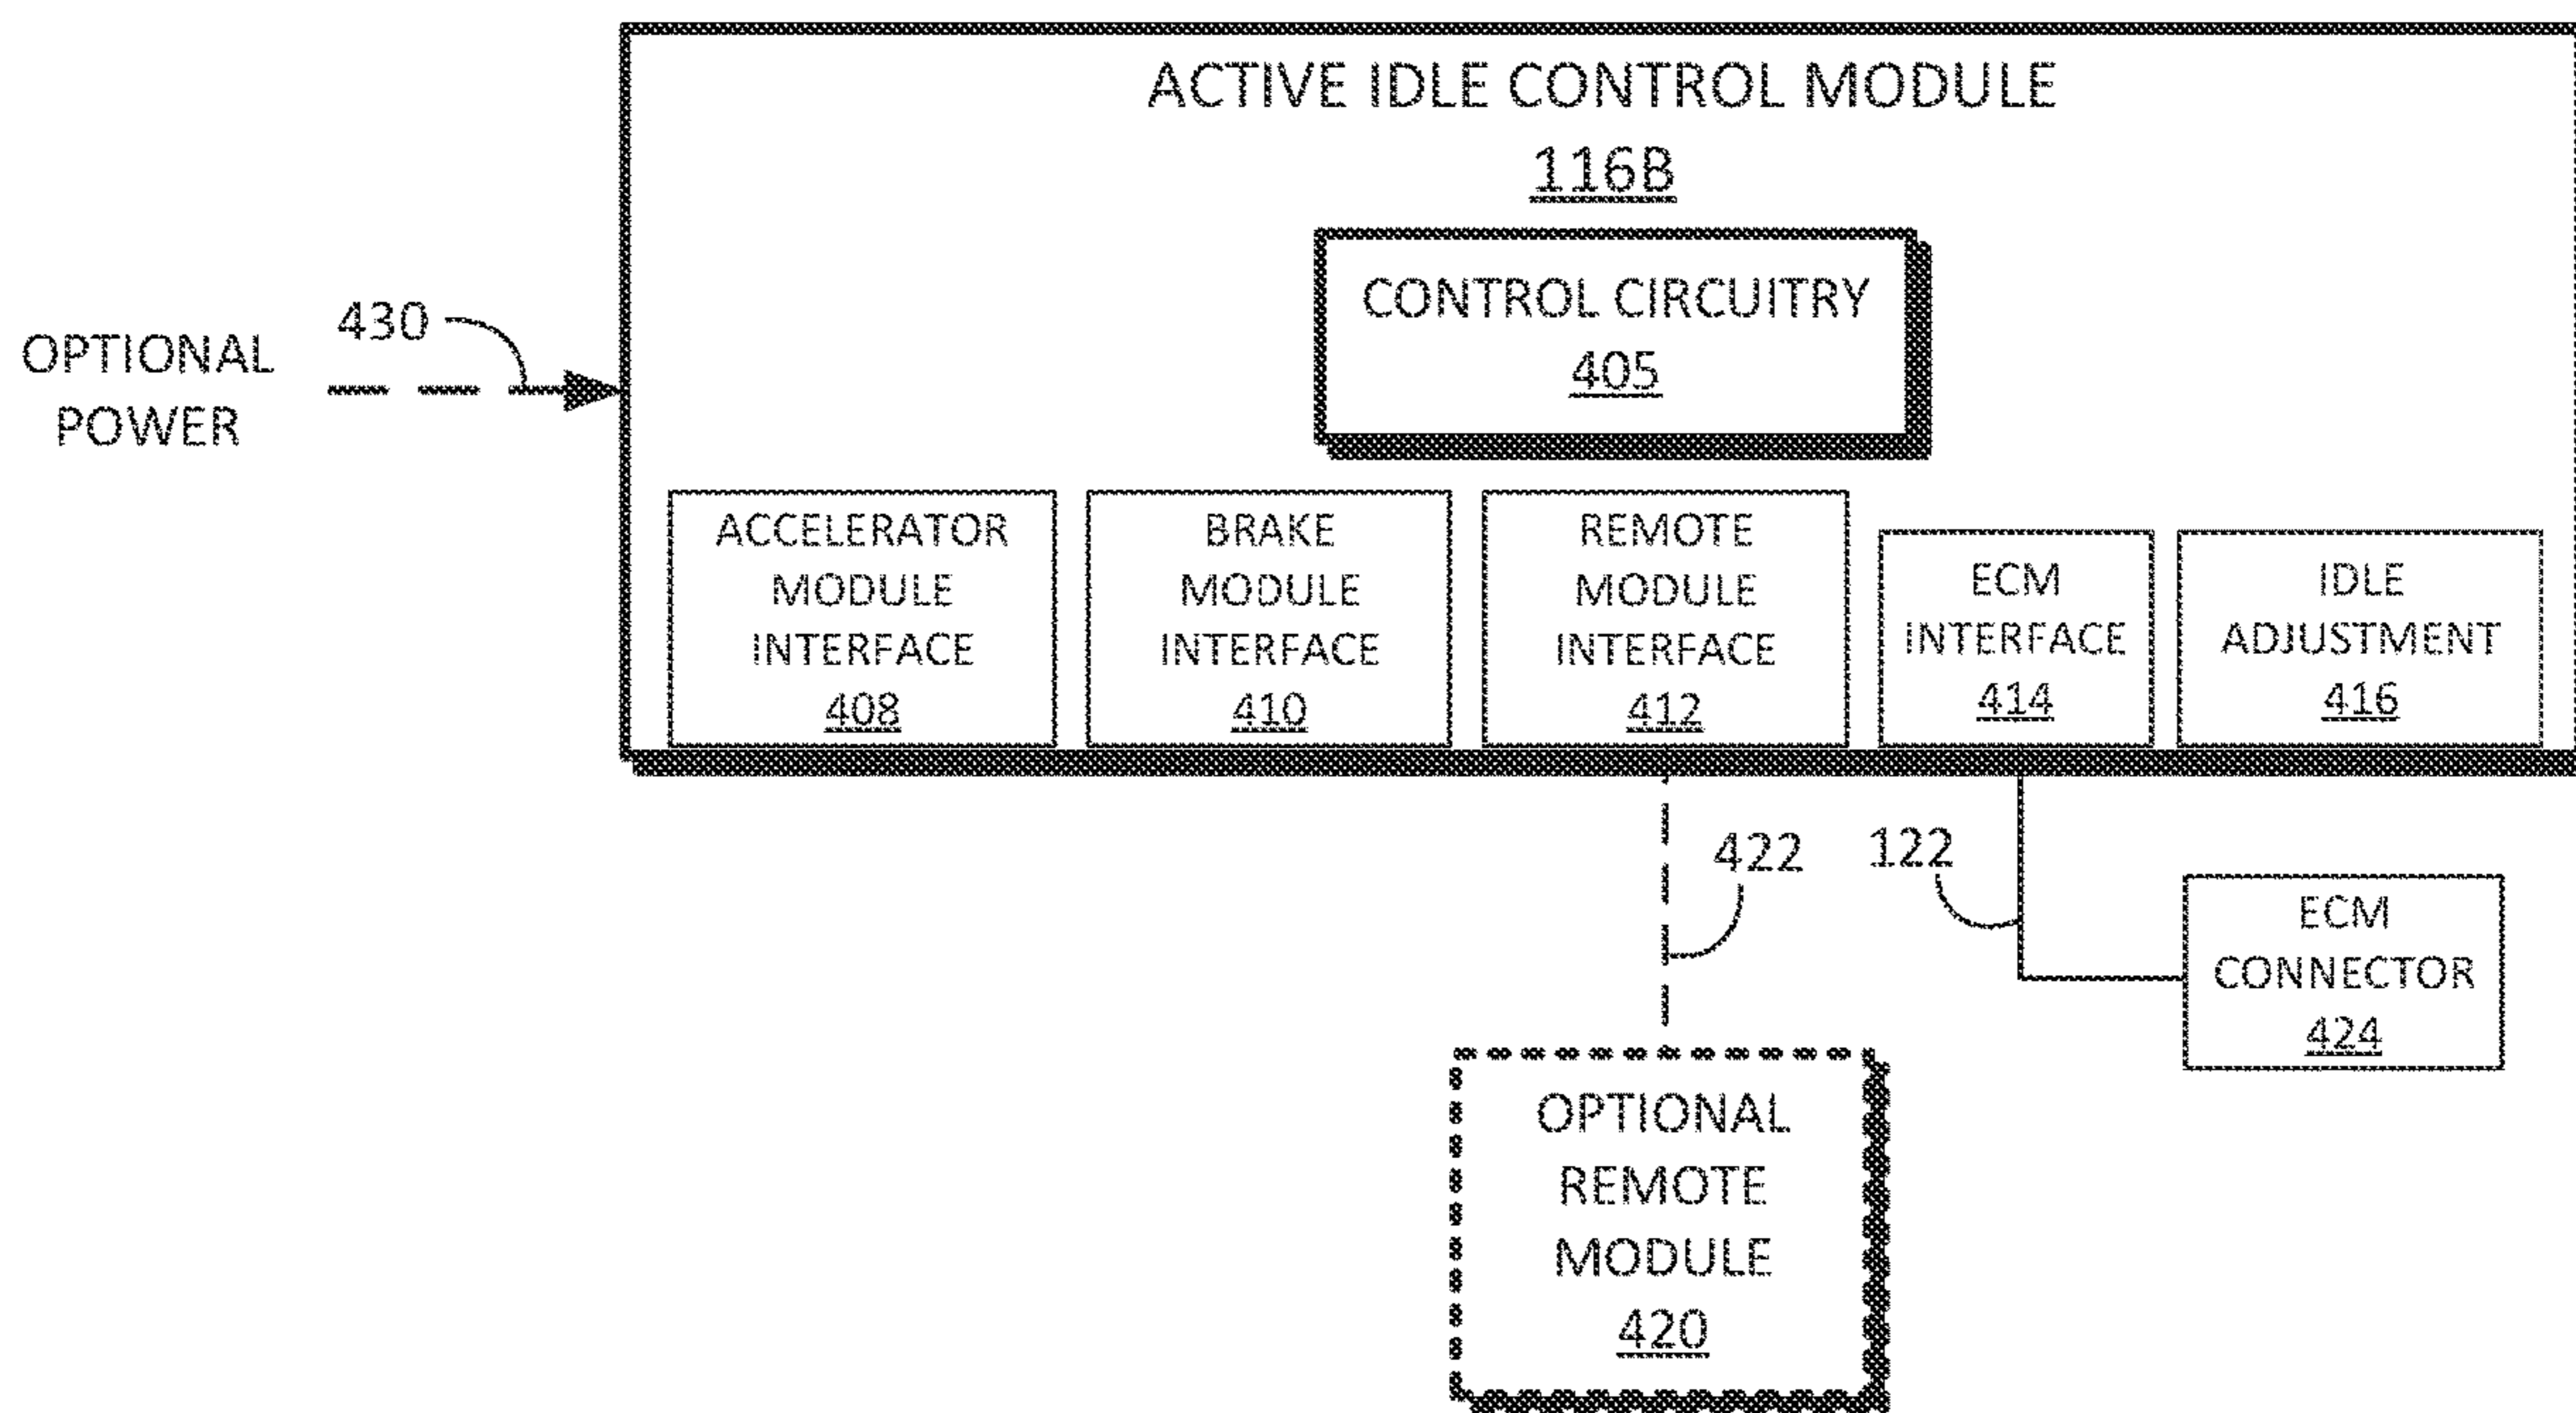 ACTIVE IDLE CONTROL MODULE
116B
CONTROL CIRCUITRY
405
430
OPTIONAL
POWER
ACCELERATOR
MODULE
INTERFACE
408
BRAKE
MODULE
INTERFACE
410
REMOTE
MODULE
INTERFACE
412
ECM
INTERFACE
414
IDLE
ADJUSTMENT
416
422
122
ECM
CONNECTOR
424
OPTIONAL
REMOTE
MODULE
420